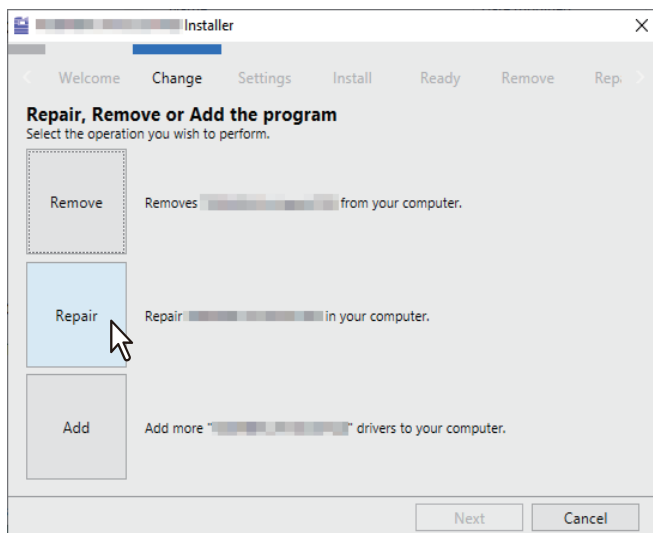 Installer
Welcome Change Settings Install Ready Remove Repa
Repair, Remove or Add the program
Select the operation you wish to perform.
Remove
Removes from your computer.
Repair
Repair in your computer.
Add
Add more " " drivers to your computer.
Next Cancel